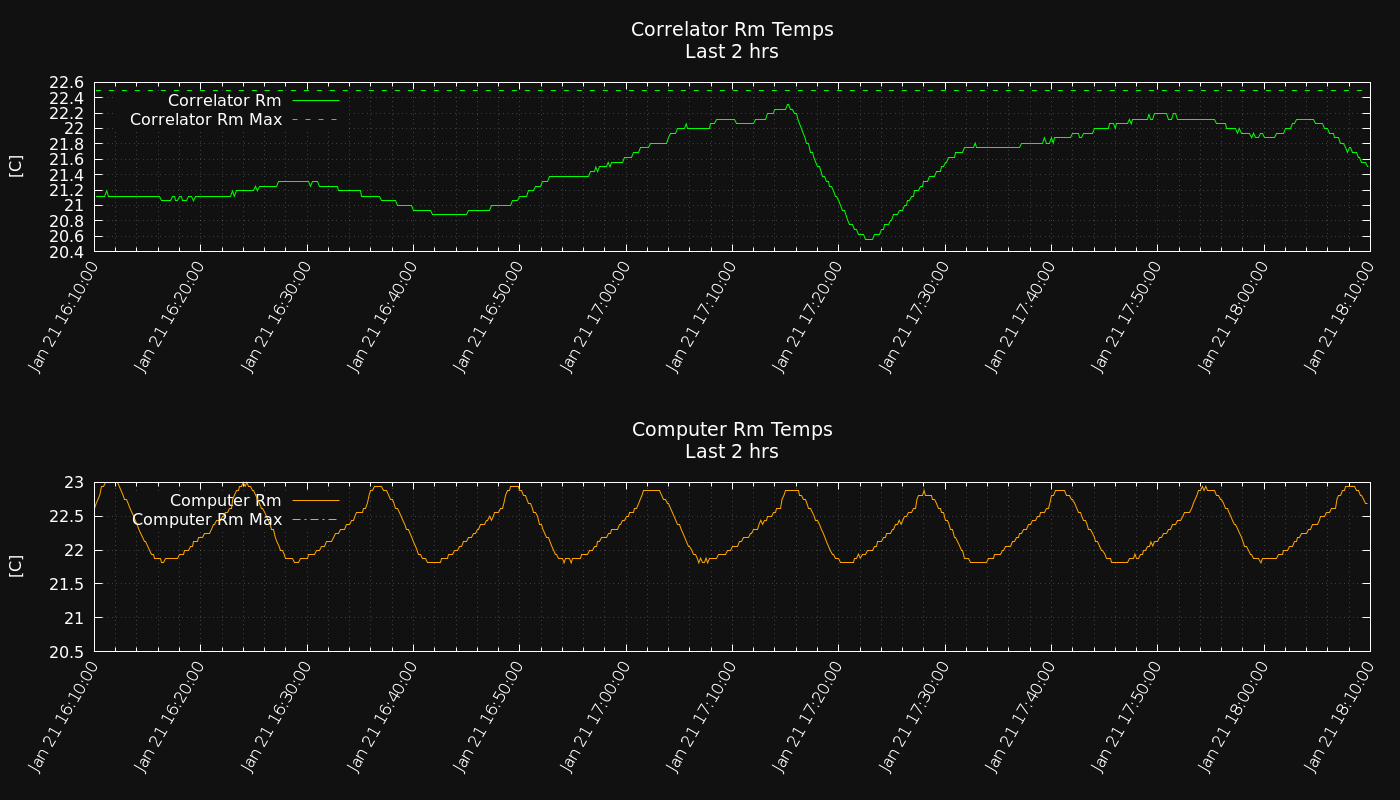 Correlator Rm Temps
Last 2 hrs
22.6
22.4
22.2
22
21.8
21.6
21.4
21.2
21
20.8
20.6
20.4
[C]
Correlator Rm
Correlator Rm Max
Jan 21 16:10:00
Jan 21 16:20:00
Jan 21 16:30:00
Jan 21 16:40:00
Jan 21 16:50:00
Jan 21 17:00:00
Jan 21 17:10:00
Jan 21 17:20:00
Jan 21 17:30:00
Jan 21 17:40:00
Jan 21 17:50:00
Jan 21 18:00:00
Jan 21 18:10:00
Computer Rm Temps
Last 2 hrs
23
22.5
22
21.5
21
20.5
[C]
Computer Rm
Computer Rm Max
Jan 21 16:10:00
Jan 21 16:20:00
Jan 21 16:30:00
Jan 21 16:40:00
Jan 21 16:50:00
Jan 21 17:00:00
Jan 21 17:10:00
Jan 21 17:20:00
Jan 21 17:30:00
Jan 21 17:40:00
Jan 21 17:50:00
Jan 21 18:00:00
Jan 21 18:10:00